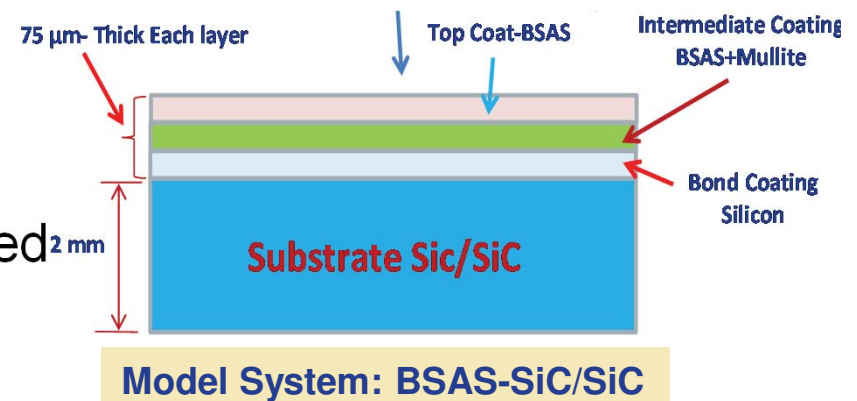 75 µm- Thick Each layer
Top Coat-BSAS
Intermediate Coating
BSAS+Mullite
Bond Coating
Silicon
ed
2 mm
Substrate Sic/SiC
Model System: BSAS-SiC/SiC